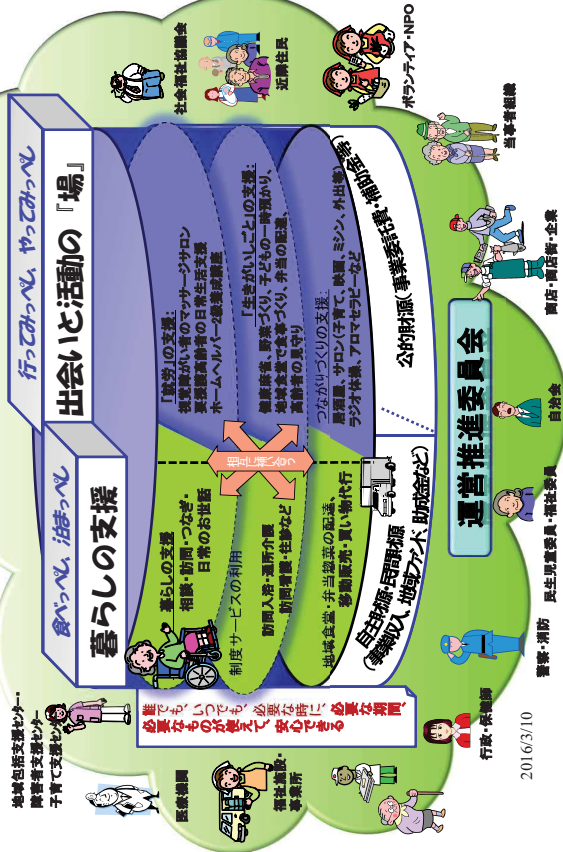 食べっぺし、泊まっぺし
暮らしの支援
行ってみっぺし、やってみっぺし
出会いと活動の『場』
地域包括支援センター・
障害者支援センター・
子育て支援センター
医療機関
福祉施設・
事業所
誰でも、いつでも、必要な時に、必要な期間、
必要なものが使えて、安心できる
暮らしの支援
相談・訪問・つなぎ・
日常のお世話
制度サービスの利用
訪問入浴・通所介護
訪問看護・往診など
地域食堂・弁当惣菜の配達、
移動販売・買い物代行
自由財源・民間財源
(事業収入、地域ファンド、助成金など)
相互に補い合う
「就労」の支援:
視覚障がい者のマッサージサロン
要援護高齢者の日常生活支援
ホームヘルパー2級養成講座
「生きがいしごと」の支援:
健康麻雀、野菜づくり、子どもの一時預かり、
地域食堂で食事づくり、弁当の配達、
高齢者の見守り
つながりづくりの支援:
居酒屋、サロン(子育て、映画、ミシン、外出等)
ラジオ体操、アロマセラピーなど
公的財源(事業委託費・補助金等)
社会福祉協議会
近隣住民
ボランティア・NPO
当事者組織
商店・商店街・企業
自治会
民生児童委員・福祉委員
警察・消防
行政・保健師
運営推進委員会
2016/3/10